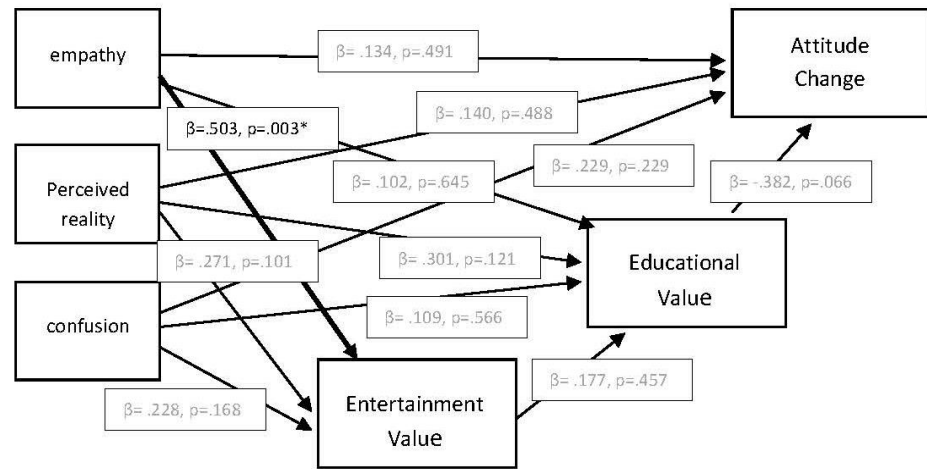 empathy
β= .134, p=.491
Attitude
Change
β=.503, p=.003*
β= .140, p=.488
Perceived
reality
β= .102, p=.645
β= .229, p=.229
β= -.382, p=.066
β= .271, p=.101
β= .301, p=.121
Educational
Value
confusion
β= .109, p=.566
β= .228, p=.168
Entertainment
Value
β= .177, p=.457